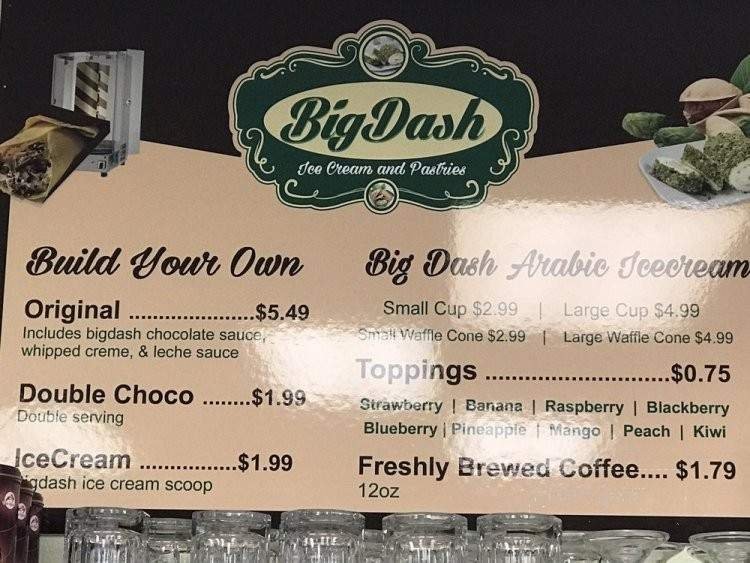 BigDash
Ice Cream and Pastries
Build Your Own
Original ........................$5.49
Includes bigdash chocolate sauce,
whipped creme, & leche sauce
Double Choco ........$1.99
Double serving
IceCream ...............$1.99
igdash ice cream scoop
Big Dash Arabic Icecream
Small Cup $2.99 | Large Cup $4.99
Small Waffle Cone $2.99 | Large Waffle Cone $4.99
Toppings .............................$0.75
Strawberry | Banana | Raspberry | Blackberry
Blueberry | Pineapple | Mango | Peach | Kiwi
Freshly Brewed Coffee.... $1.79
12oz